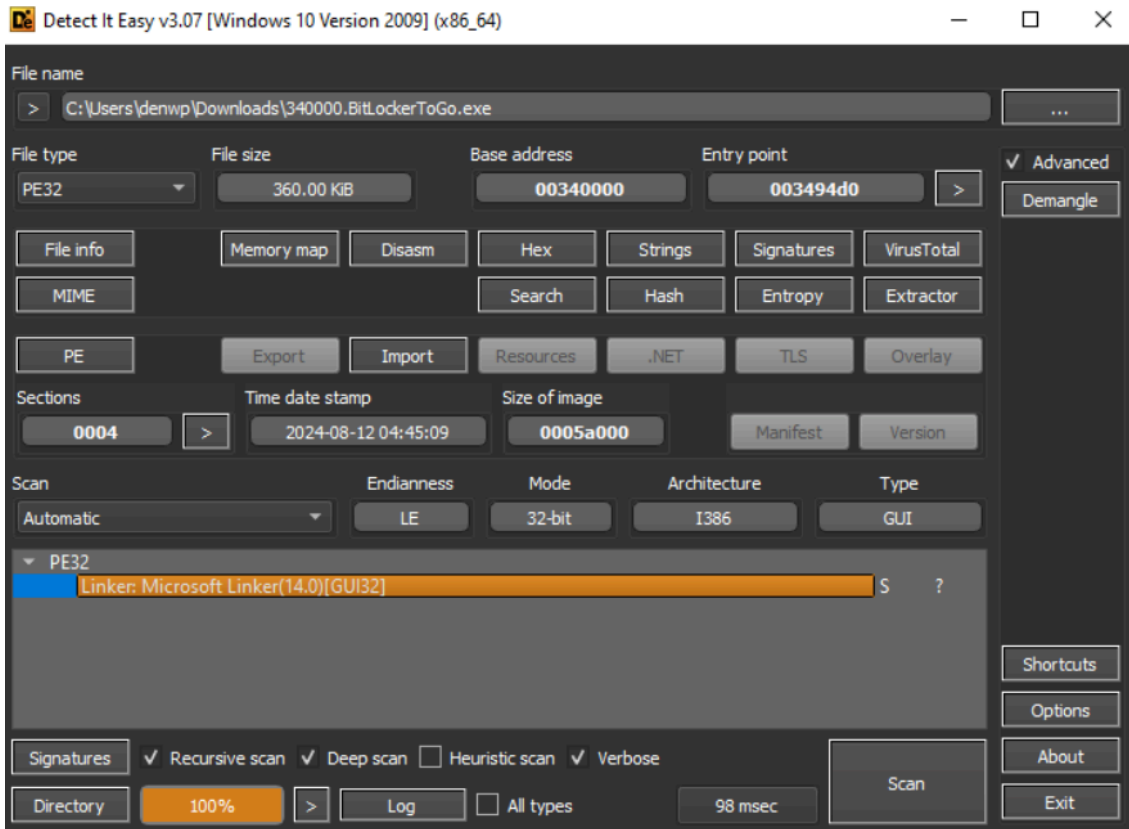 Detect It Easy v3.07 [Windows 10 Version 2009] (x86_64)
File name
> C:\Users\denwp\Downloads\340000.BitLockerToGo.exe ...
File type File size Base address Entry point Advanced
PE32 360.00 KiB 00340000 003494d0 > Demangle
File info Memory map Disasm Hex Strings Signatures VirusTotal
MIME Search Hash Entropy Extractor
PE Export Import Resources .NET TLS Overlay
Sections Time date stamp Size of image
0004 > 2024-08-12 04:45:09 0005a000 Manifest Version
Scan Endianness Mode Architecture Type
Automatic LE 32-bit I386 GUI
PE32
Linker: Microsoft Linker(14.0)[GUI32] S ?
Shortcuts
Options
Signatures Recursive scan Deep scan Heuristic scan Verbose About
Scan
Directory 100% > Log All types 98 msec Exit